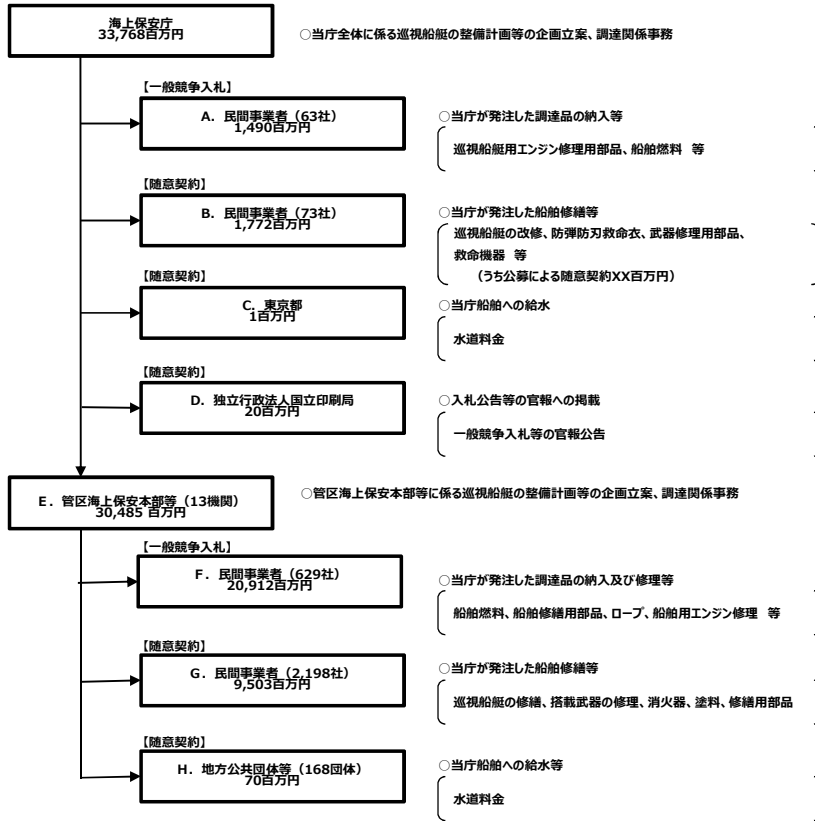 海上保安庁
33,768百万円
○当庁全体に係る巡視船艇の整備計画等の企画立案、調達関係事務
【一般競争入札】
A．民間事業者（63社）
1,490百万円
○当庁が発注した調達品の納入等
巡視船艇用エンジン修理用部品、船舶燃料　等
【随意契約】
B．民間事業者（73社）
1,772百万円
○当庁が発注した船舶修繕等
巡視船艇の改修、防弾防刃救命衣、武器修理用部品、
救命機器　等
（うち公募による随意契約XX百万円）
【随意契約】
C．東京都
1百万円
○当庁船舶への給水
水道料金
【随意契約】
D．独立行政法人国立印刷局
20百万円
○入札公告等の官報への掲載
一般競争入札等の官報公告
E．管区海上保安本部等（13機関）
30,485 百万円
○管区海上保安本部等に係る巡視船艇の整備計画等の企画立案、調達関係事務
【一般競争入札】
F．民間事業者（629社）
20,912百万円
○当庁が発注した調達品の納入及び修理等
船舶燃料、船舶修繕用部品、ロープ、船舶用エンジン修理　等
【随意契約】
G．民間事業者（2,198社）
9,503百万円
○当庁が発注した船舶修繕等
巡視船艇の修繕、搭載武器の修理、消火器、塗料、修繕用部品
【随意契約】
H．地方公共団体等（168団体）
70百万円
○当庁船舶への給水等
水道料金